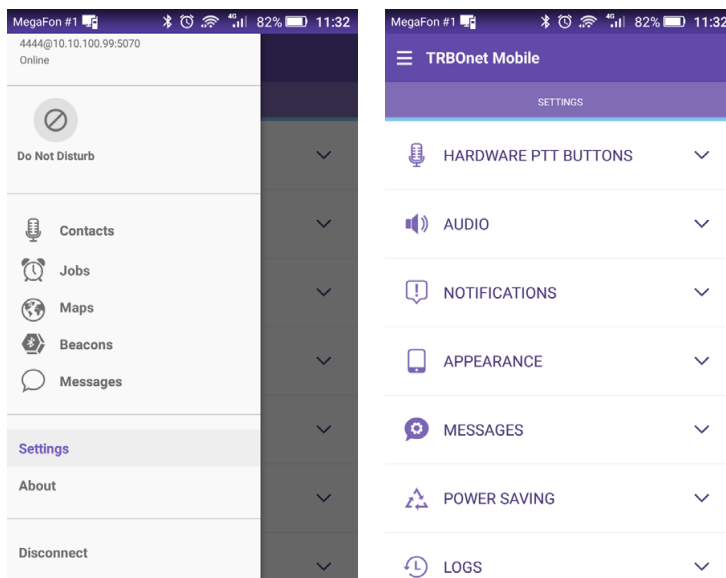 MegaFon #1 4G 82% 11:32
4444@10.10.100.99:5070
Online
Do Not Disturb
Contacts
Jobs
Maps
Beacons
Messages
Settings
About
Disconnect
MegaFon #1 4G 82% 11:32
TRBOnet Mobile
SETTINGS
HARDWARE PTT BUTTONS
AUDIO
NOTIFICATIONS
APPEARANCE
MESSAGES
POWER SAVING
LOGS